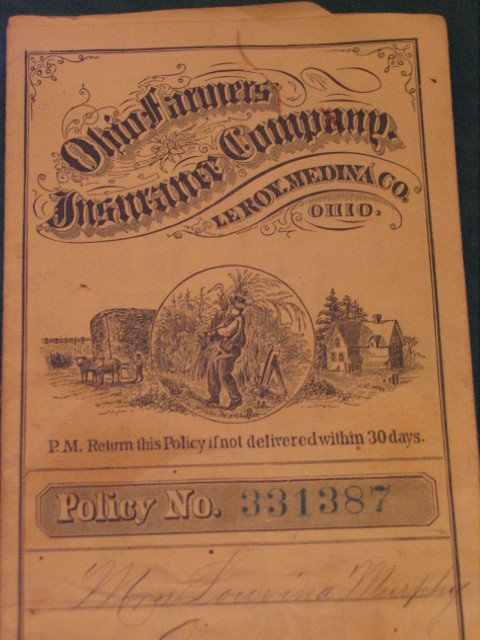 Ohio Farmers
Insurance Company.
LE ROY, MEDINA CO.
OHIO.
P.M. Return this Policy if not delivered within 30 days.
Policy No. 331387
Mrs Louvina Murphy